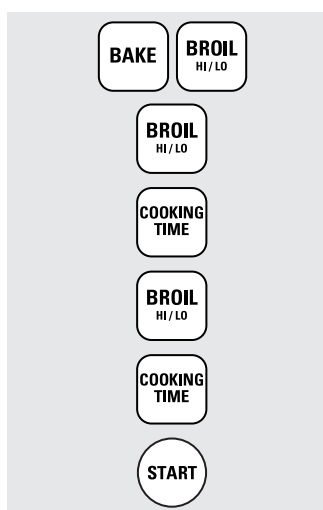 BAKE
BROIL
HI / LO
BROIL
HI / LO
COOKING
TIME
BROIL
HI / LO
COOKING
TIME
START